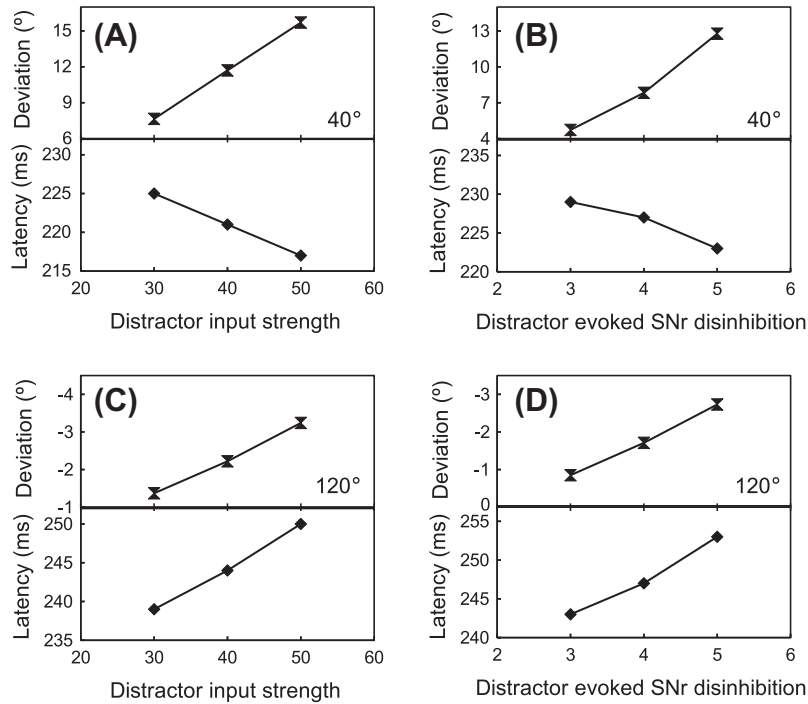 (A)
Deviation (º)
15
12
9
6
40°
Latency (ms)
230
225
220
215
20 30 40 50 60
Distractor input strength
(B)
Deviation (º)
13
10
7
4
40°
Latency (ms)
235
230
225
220
2 3 4 5 6
Distractor evoked SNr disinhibition
(C)
Deviation (º)
-4
-3
-2
-1
120°
Latency (ms)
250
245
240
235
20 30 40 50 60
Distractor input strength
(D)
Deviation (º)
-3
-2
-1
0
120°
Latency (ms)
255
250
245
240
2 3 4 5 6
Distractor evoked SNr disinhibition